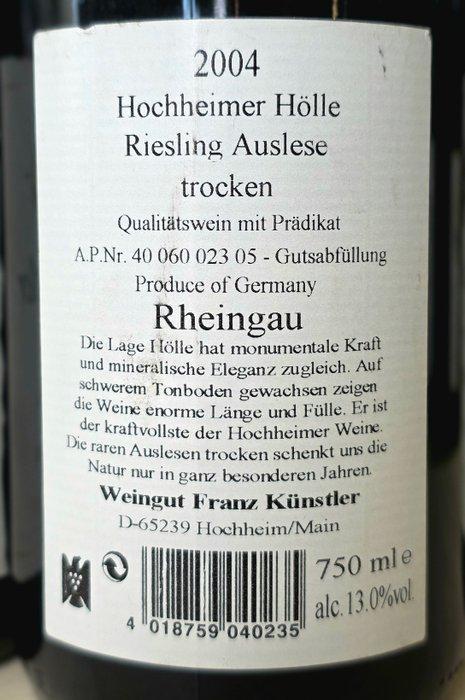 2004
Hochheimer Hölle
Riesling Auslese
trocken
Qualitätswein mit Prädikat
A.P.Nr. 40 060 023 05 - Gutsabfüllung
Produce of Germany
Rheingau
Die Lage Hölle hat monumentale Kraft
und mineralische Eleganz zugleich. Auf
schwerem Tonboden gewachsen zeigen
die Weine enorme Länge und Fülle. Er ist
der kraftvollste der Hochheimer Weine.
Die raren Auslesen trocken schenkt uns die
Natur nur in ganz besonderen Jahren.
Weingut Franz Künstler
D-65239 Hochheim/Main
750 ml e
alc.13.0%vol.
4 018759 040235